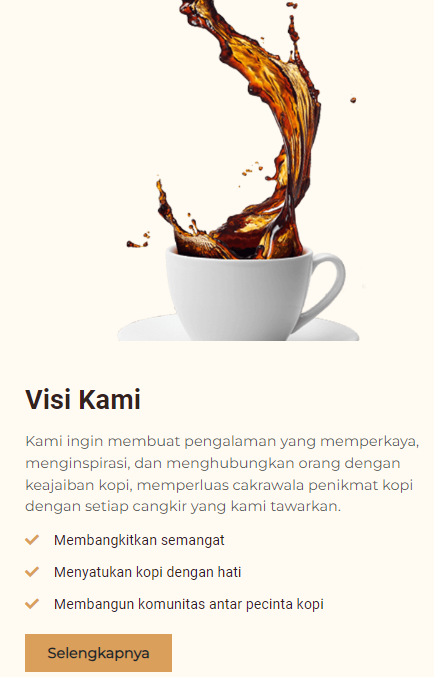 Visi Kami
Kami ingin membuat pengalaman yang memperkaya,
menginspirasi, dan menghubungkan orang dengan
keajaiban kopi, memperluas cakrawala penikmat kopi
dengan setiap cangkir yang kami tawarkan.
Membangkitkan semangat
Menyatukan kopi dengan hati
Membangun komunitas antar pecinta kopi
Selengkapnya